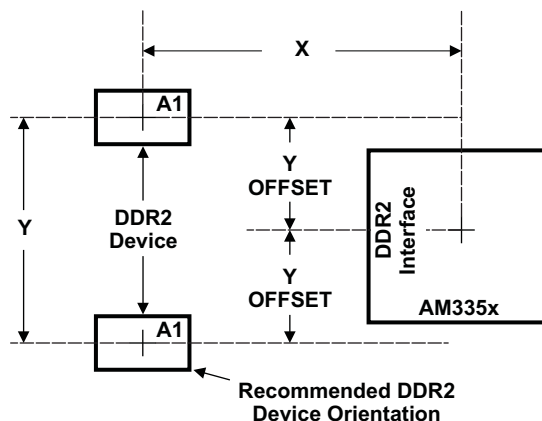 X
A1
Y
OFFSET
Y
DDR2
Device
DDR2
Interface
Y
OFFSET
A1
AM335x
Recommended DDR2
Device Orientation